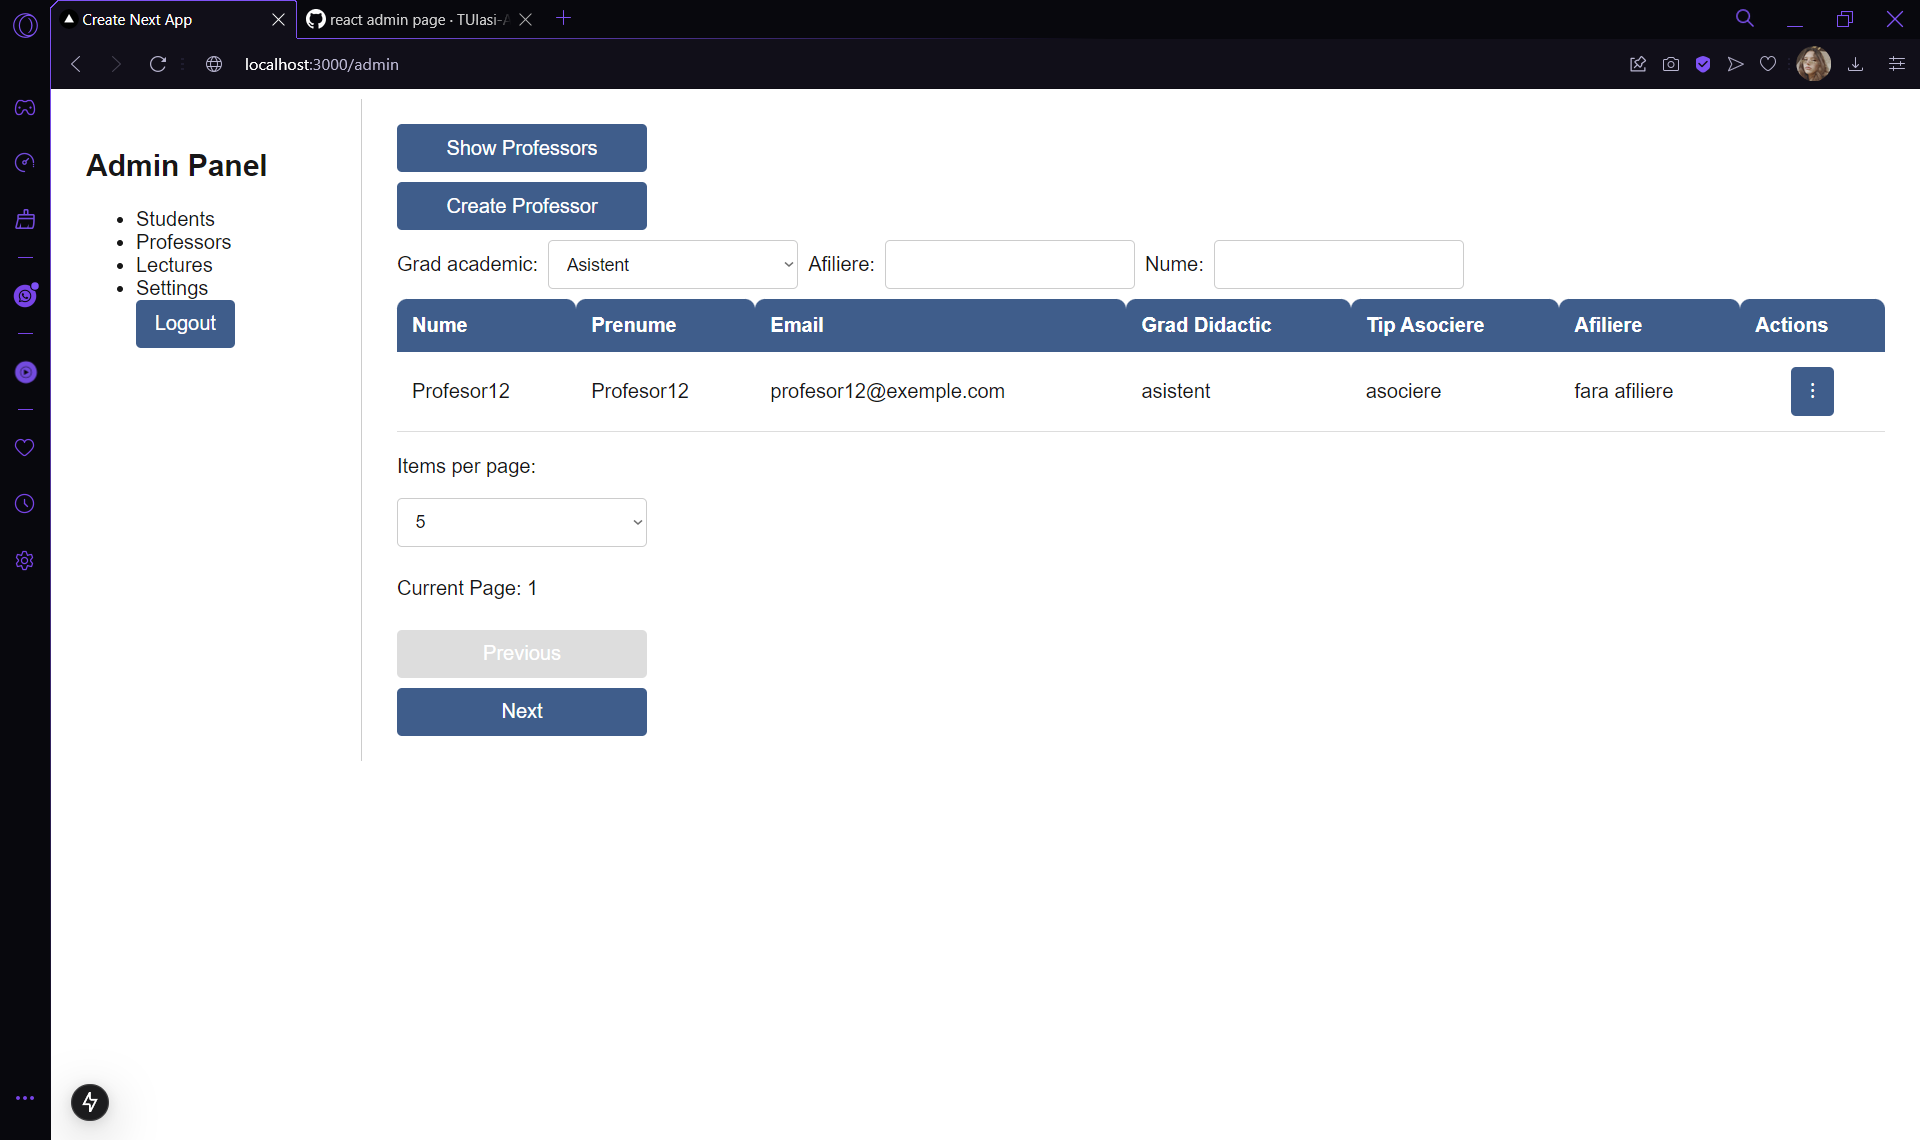 Create Next App
react admin page · TUIasi-A
localhost:3000/admin
Admin Panel
Students
Professors
Lectures
Settings
Logout
Show Professors
Create Professor
Grad academic: Asistent Afiliere: Nume:
Nume Prenume Email Grad Didactic Tip Asociere Afiliere Actions
Profesor12 Profesor12 profesor12@exemple.com asistent asociere fara afiliere
Items per page:
5
Current Page: 1
Previous
Next